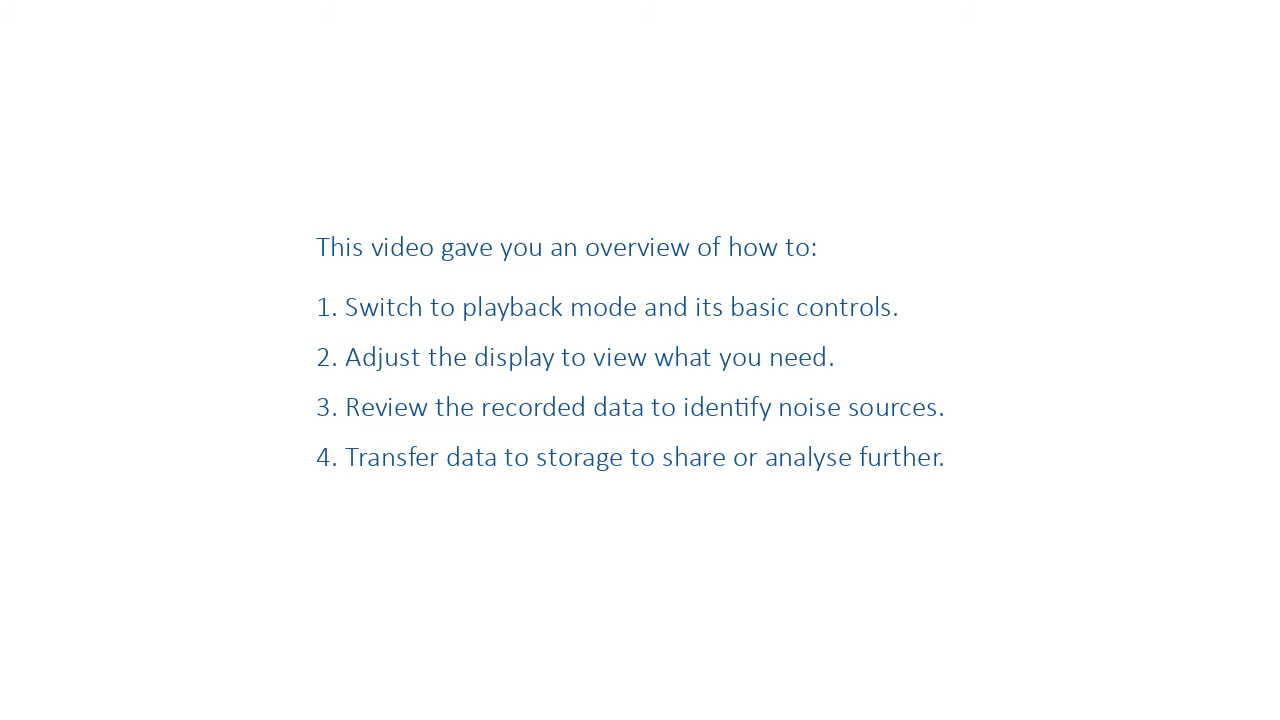 This video gave you an overview of how to:
1. Switch to playback mode and its basic controls.
2. Adjust the display to view what you need.
3. Review the recorded data to identify noise sources.
4. Transfer data to storage to share or analyse further.